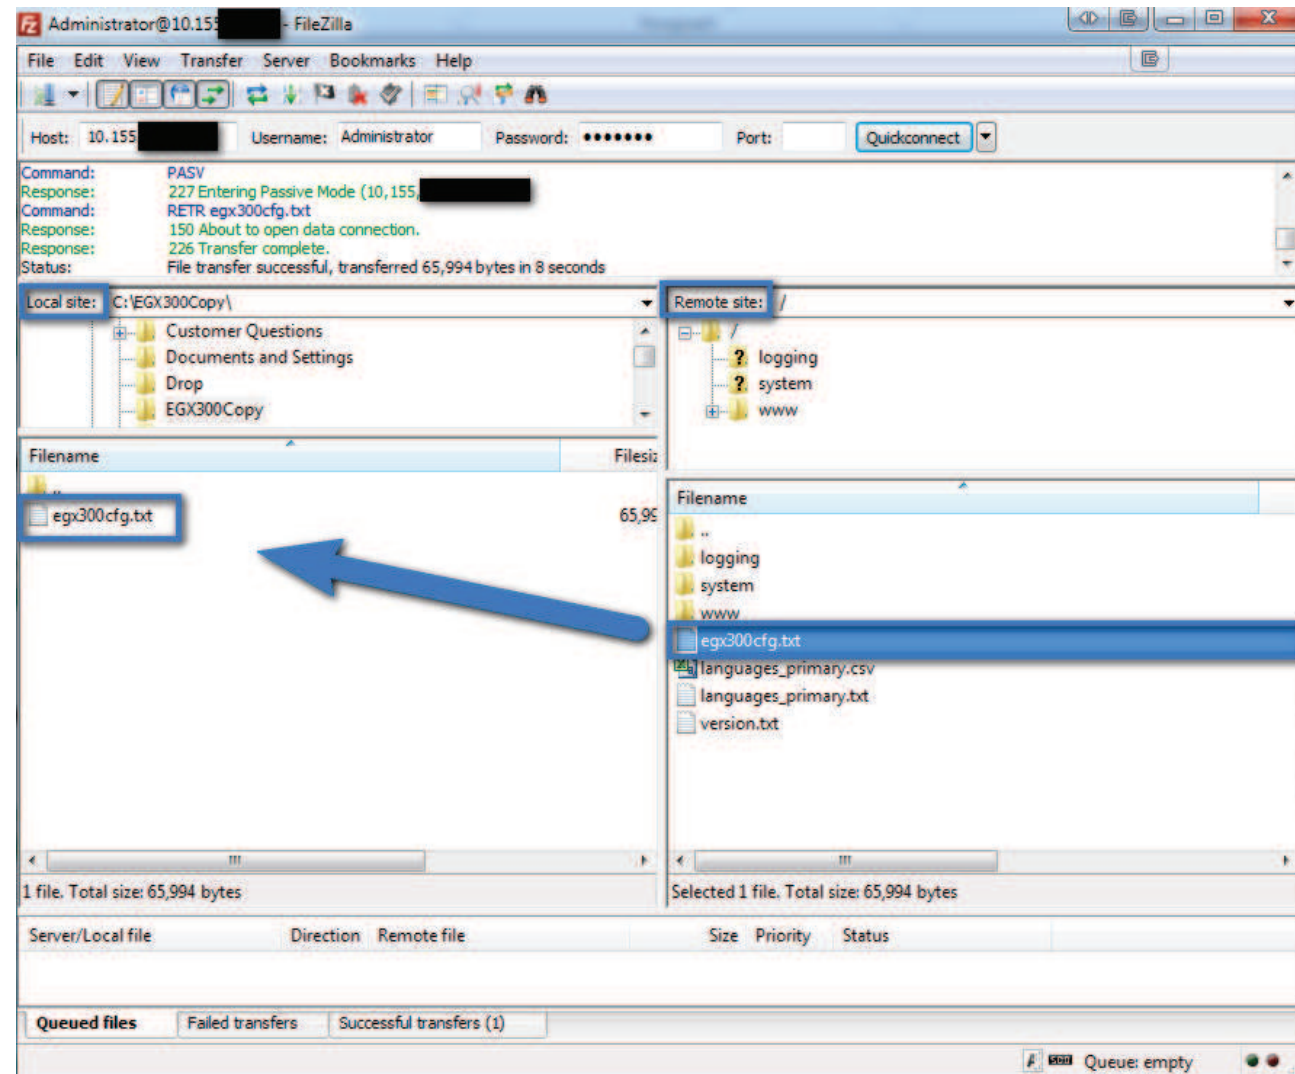 Administrator@10.155 - FileZilla
File Edit View Transfer Server Bookmarks Help
Host: 10.155 Username: Administrator Password: ●●●●●●● Port: Quickconnect
Command: PASV
Response: 227 Entering Passive Mode (10,155,
Command: RETR egx300cfg.txt
Response: 150 About to open data connection.
Response: 226 Transfer complete.
Status: File transfer successful, transferred 65,994 bytes in 8 seconds
Local site: C:\EGX300Copy\
Customer Questions
Documents and Settings
Drop
EGX300Copy
Filename Filesiz
..
egx300cfg.txt 65,99
1 file. Total size: 65,994 bytes
Remote site: /
/
? logging
? system
www
Filename
..
logging
system
www
egx300cfg.txt
languages_primary.csv
languages_primary.txt
version.txt
Selected 1 file. Total size: 65,994 bytes
Server/Local file Direction Remote file Size Priority Status
Queued files Failed transfers Successful transfers (1)
Queue: empty